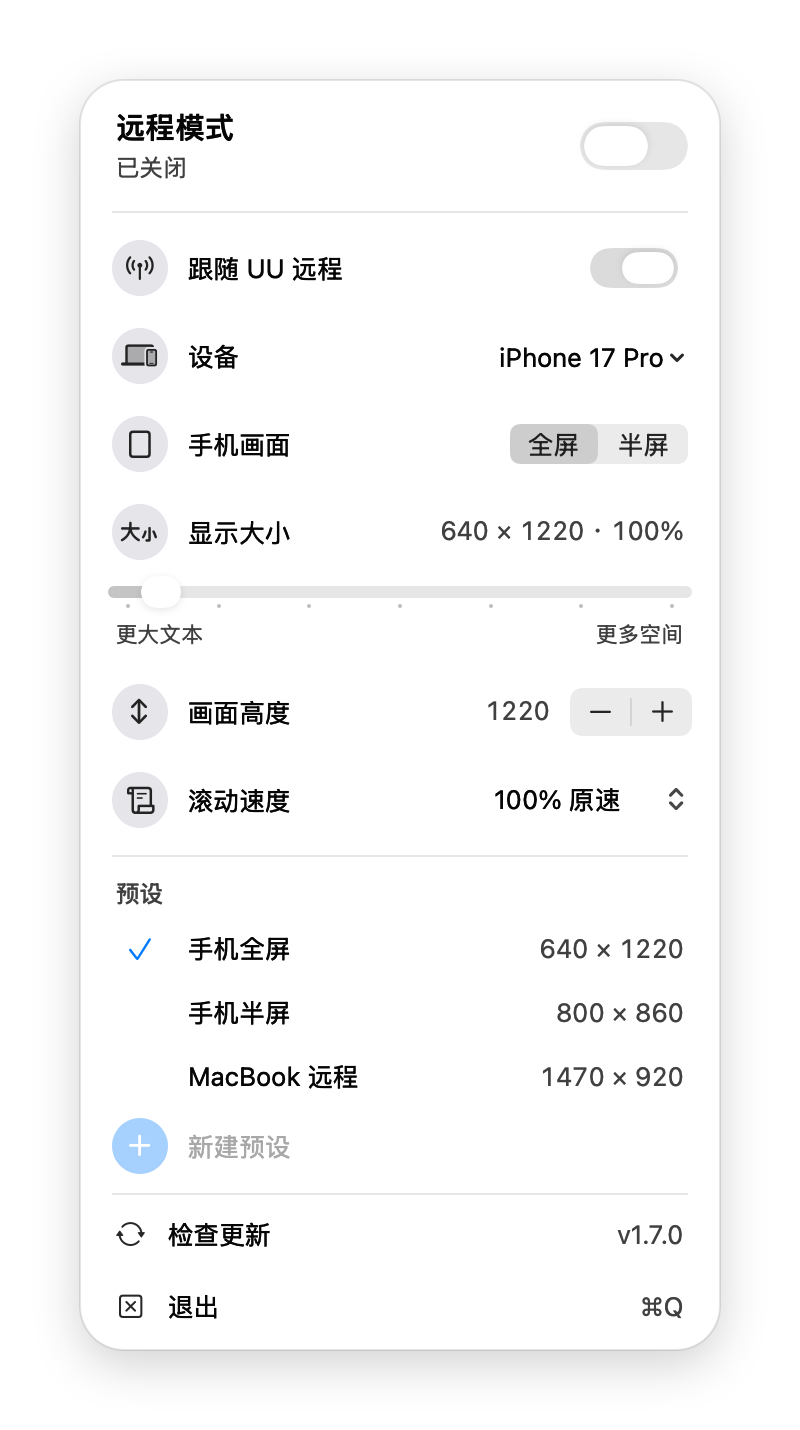 远程模式
已关闭
跟随 UU 远程
设备 iPhone 17 Pro
手机画面 全屏 半屏
大小 显示大小 640 × 1220 · 100%
更大文本 更多空间
画面高度 1220 − +
滚动速度 100% 原速
预设
手机全屏 640 × 1220
手机半屏 800 × 860
MacBook 远程 1470 × 920
新建预设
检查更新 v1.7.0
退出 ⌘Q